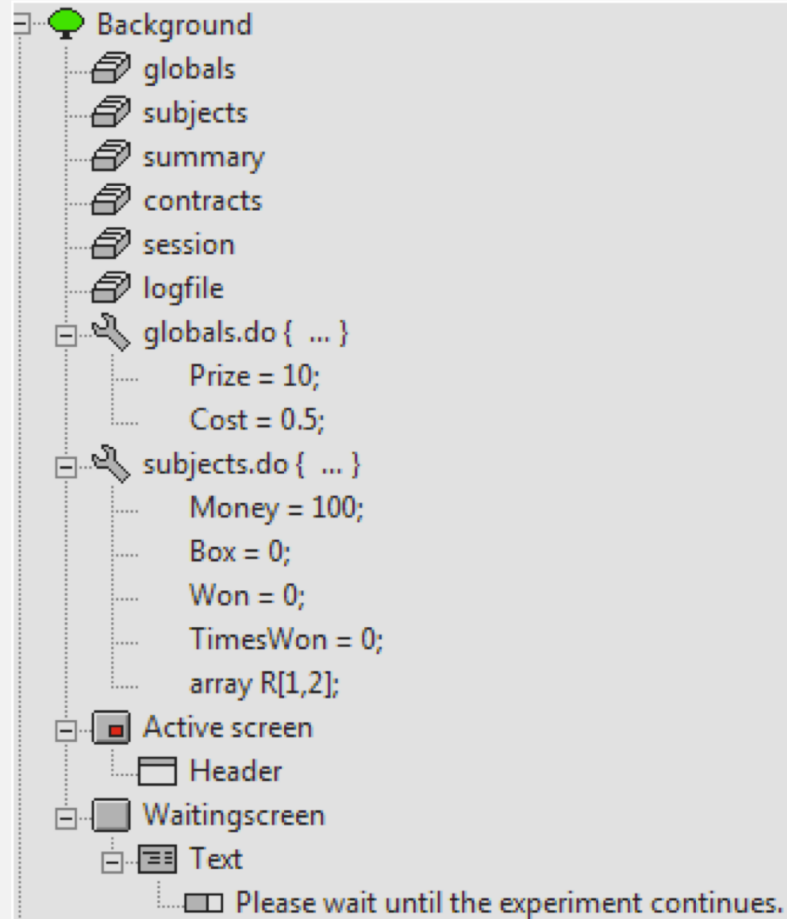 Background
globals
subjects
summary
contracts
session
logfile
globals.do { ... }
Prize = 10;
Cost = 0.5;
subjects.do { ... }
Money = 100;
Box = 0;
Won = 0;
TimesWon = 0;
array R[1,2];
Active screen
Header
Waitingscreen
Text
Please wait until the experiment continues.